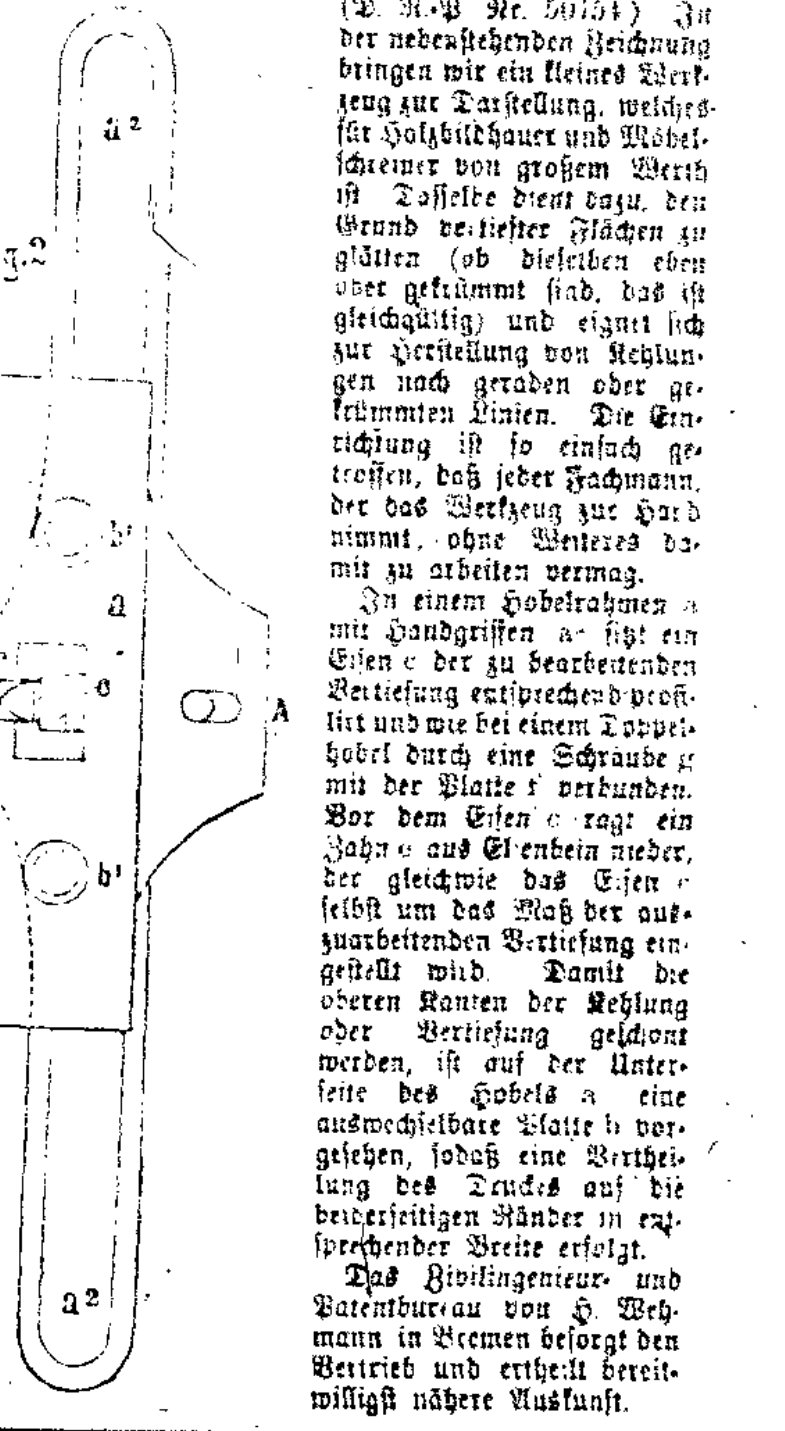 (D. R.-P. Nr. 50754) In
der nebenstehenden Zeichnung
bringen wir ein kleines Werk-
zeug zur Darstellung, welches
für Holzbildhauer und Möbel-
schreiner von großem Werth
ist Dasselbe dient dazu, den
Grund vertiefter Flächen zu
glätten (ob dieselben eben
oder gekrümmt sind, das ist
gleichgültig) und eignet sich
zur Herstellung von Kehlun-
gen nach geraden oder ge-
krümmten Linien. Die Ein-
richtung ist so einfach ge-
troffen, daß jeder Fachmann,
der das Werkzeug zur Hand
nimmt, ohne Weiteres da-
mit zu arbeiten vermag.
In einem Hobelrahmen a
mit Handgriffen a² sitzt ein
Eisen c der zu bearbeitenden
Vertiefung entsprechend profi-
lirt und wie bei einem Doppel-
hobel durch eine Schraube g
mit der Platte f verbunden.
Vor dem Eisen c ragt ein
Zahn e aus Elfenbein nieder,
der gleichwie das Eisen c
selbst um das Maß der aus-
zuarbeitenden Vertiefung ein-
gestellt wird. Damit die
oberen Kanten der Kehlung
oder Vertiefung geschont
werden, ist auf der Unter-
seite des Hobels a eine
auswechselbare Platte b vor-
gesehen, sodaß eine Verthei-
lung des Druckes auf die
beiderseitigen Ränder in ent-
sprechender Breite erfolgt.
Das Zivilingenieur- und
Patentbureau von H. Weh-
mann in Bremen besorgt den
Vertrieb und ertheilt bereit-
willigst nähere Auskunft.
a²
g. 2
b¹
a
c
A
b¹
a²